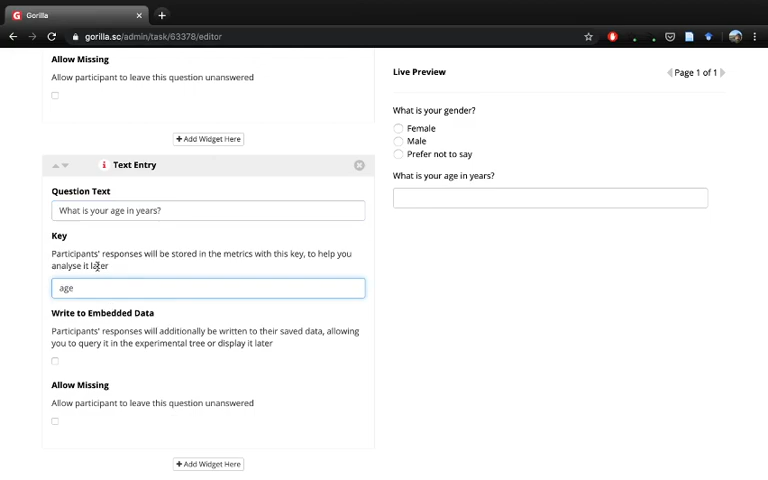 Gorilla
gorilla.sc/admin/task/63378/editor
Allow Missing
Allow participant to leave this question unanswered
Add Widget Here
Text Entry
Question Text
What is your age in years?
Key
Participants' responses will be stored in the metrics with this key, to help you
analyse it later
age
Write to Embedded Data
Participants' responses will additionally be written to their saved data, allowing
you to query it in the experimental tree or display it later
Allow Missing
Allow participant to leave this question unanswered
Add Widget Here
Live Preview
Page 1 of 1
What is your gender?
Female
Male
Prefer not to say
What is your age in years?